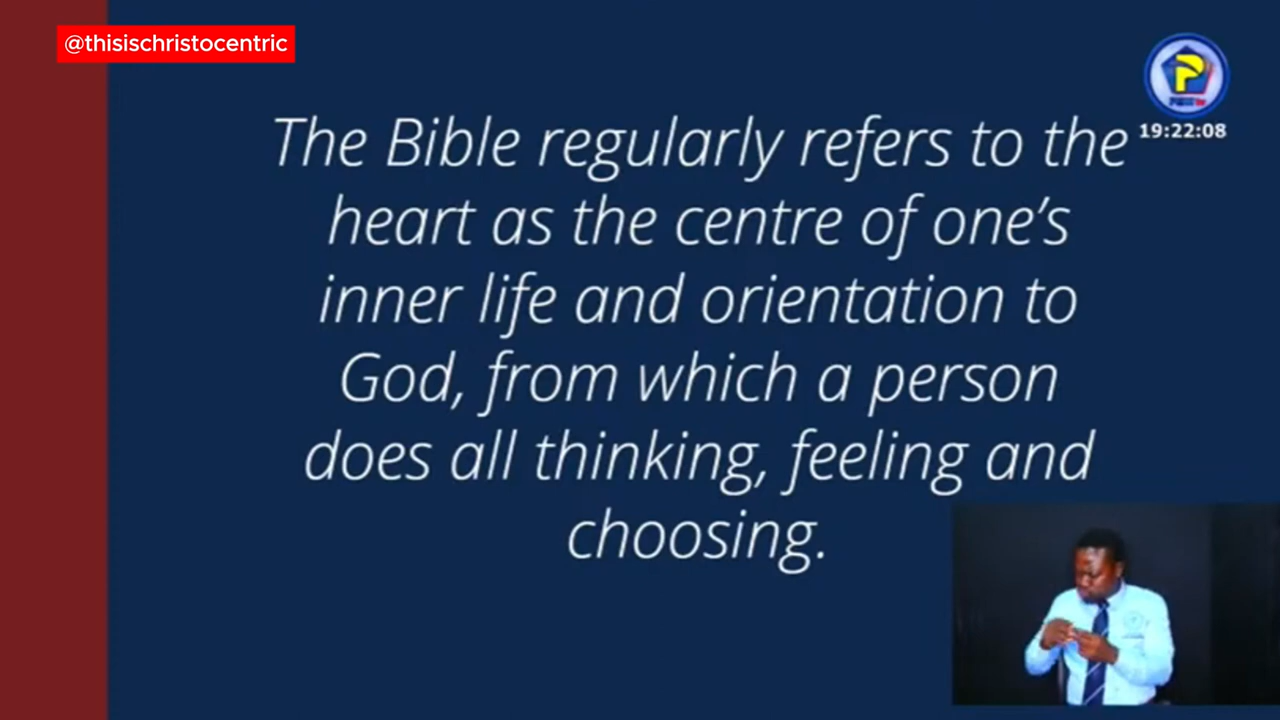 @thisischristocentric
19:22:08
The Bible regularly refers to the
heart as the centre of one's
inner life and orientation to
God, from which a person
does all thinking, feeling and
choosing.